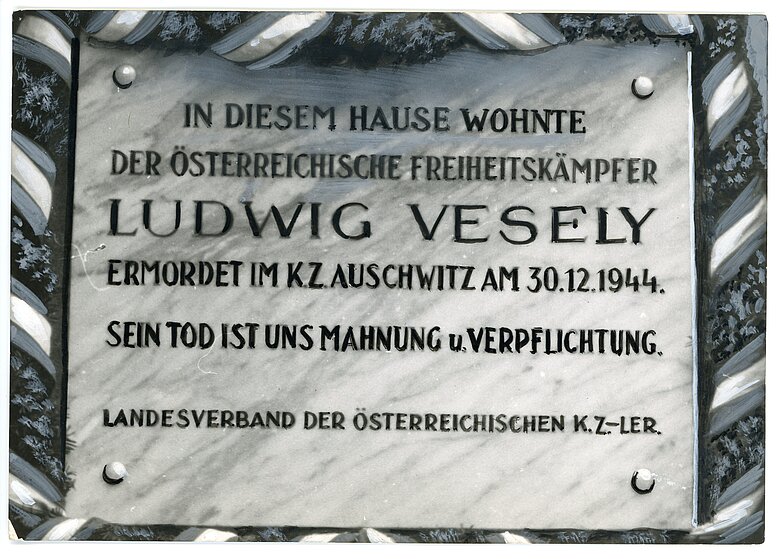 IN DIESEM HAUSE WOHNTE
DER ÖSTERREICHISCHE FREIHEITSKÄMPFER
LUDWIG VESELY
ERMORDET IM K.Z. AUSCHWITZ AM 30.12.1944.
SEIN TOD IST UNS MAHNUNG u. VERPFLICHTUNG.
LANDESVERBAND DER ÖSTERREICHISCHEN K.Z.-LER.